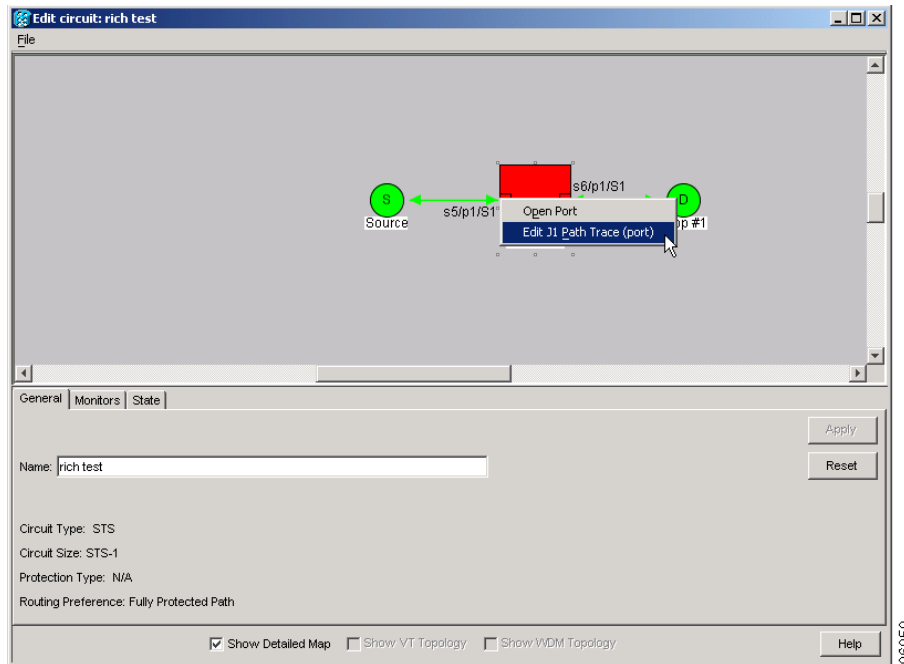 Edit circuit: rich test
File
s6/p1/S1
S
D
s5/p1/S1
Source
Open Port
Edit J1 Path Trace (port)
op #1
General
Monitors
State
Apply
Name: rich test
Reset
Circuit Type: STS
Circuit Size: STS-1
Protection Type: N/A
Routing Preference: Fully Protected Path
Show Detailed Map
Show VT Topology
Show WDM Topology
Help